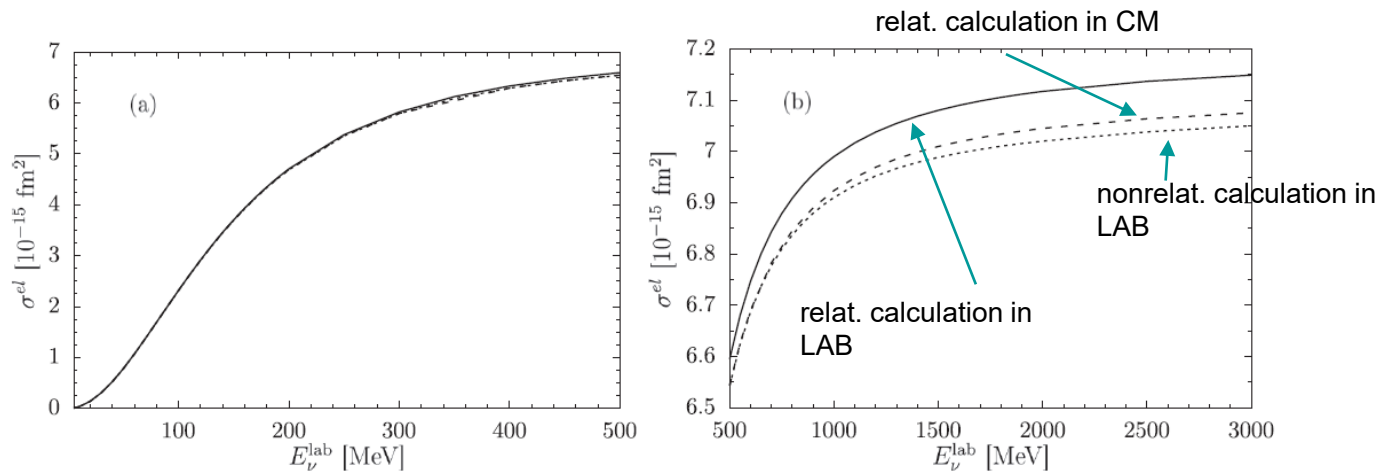 relat. calculation in CM
7
6
5
4
3
2
1
0
(a)
σ^el [10^−15 fm^2]
100 200 300 400 500
E_ν^lab [MeV]
7.2
7.1
7
6.9
6.8
6.7
6.6
6.5
(b)
σ^el [10^−15 fm^2]
nonrelat. calculation in
LAB
relat. calculation in
LAB
500 1000 1500 2000 2500 3000
E_ν^lab [MeV]